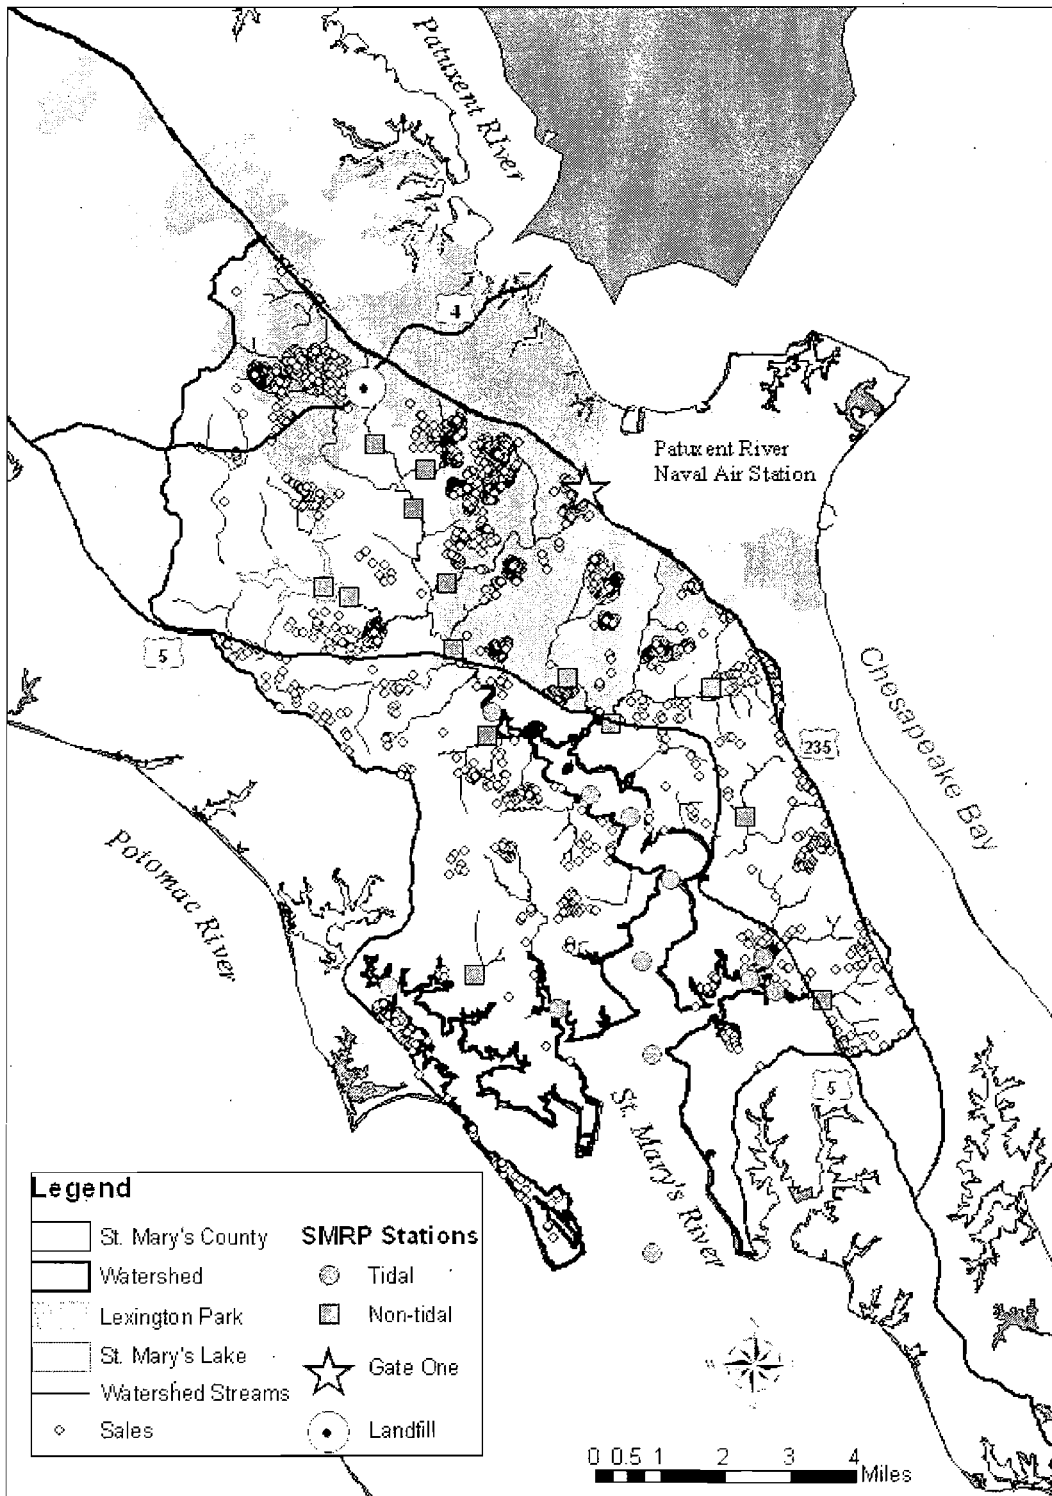 Patuxent RIver
4
Patuxent River
Naval Air Station
5
Chesapeake Bay
235
Potomac River
5
St. Mary's River
Legend
St. Mary's County
Watershed
Lexington Park
St. Mary's Lake
Watershed Streams
Sales
SMRP Stations
Tidal
Non-tidal
Gate One
Landfill
0 0.5 1 2 3 4
Miles